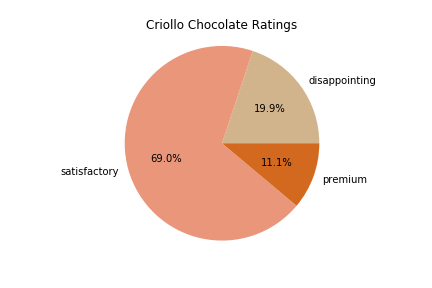 Criollo Chocolate Ratings
disappointing
19.9%
69.0%
11.1%
satisfactory
premium